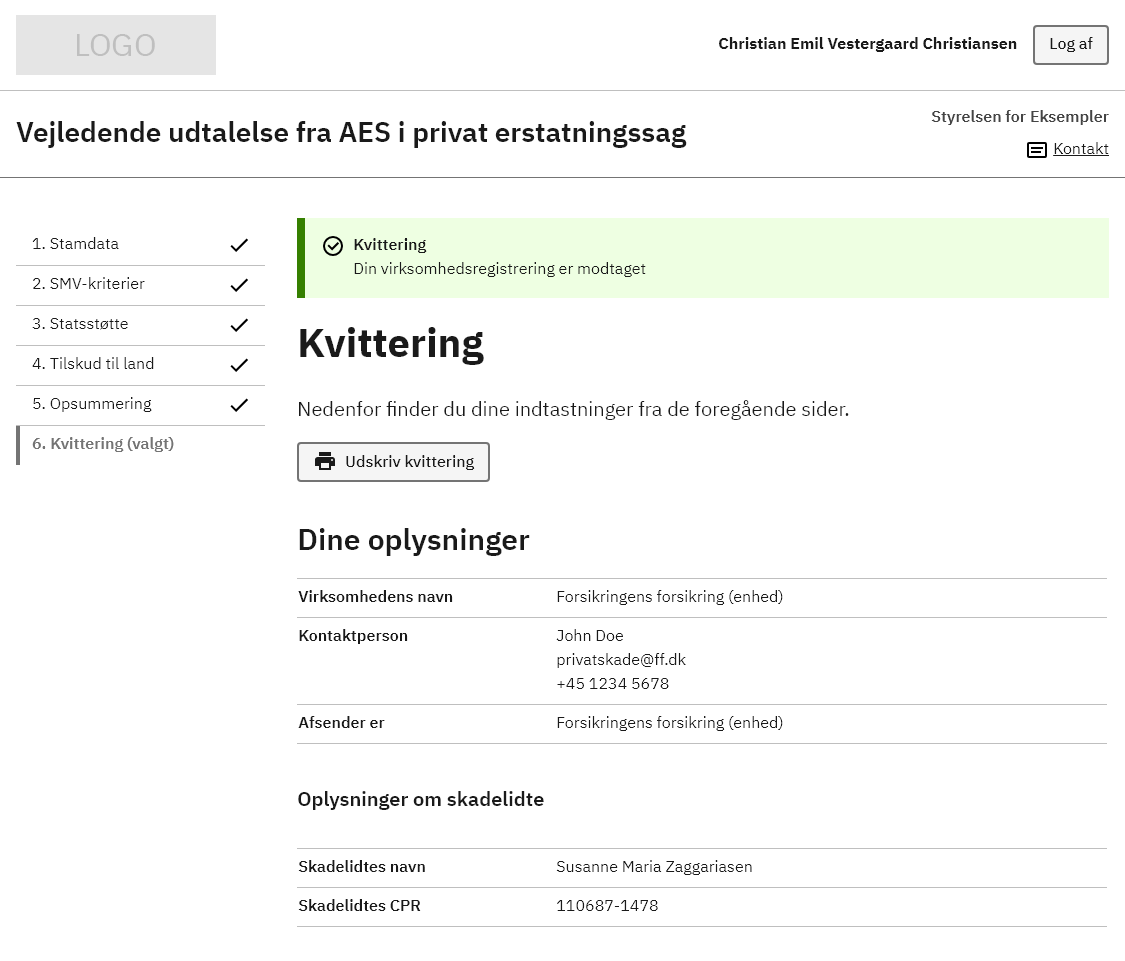 LOGO
Christian Emil Vestergaard Christiansen
Log af
Vejledende udtalelse fra AES i privat erstatningssag
Styrelsen for Eksempler
Kontakt
1. Stamdata
2. SMV-kriterier
3. Statsstøtte
4. Tilskud til land
5. Opsummering
6. Kvittering (valgt)
Kvittering
Din virksomhedsregistrering er modtaget
Kvittering
Nedenfor finder du dine indtastninger fra de foregående sider.
Udskriv kvittering
Dine oplysninger
Virksomhedens navn Forsikringens forsikring (enhed)
Kontaktperson John Doe
privatskade@ff.dk
+45 1234 5678
Afsender er Forsikringens forsikring (enhed)
Oplysninger om skadelidte
Skadelidtes navn Susanne Maria Zaggariasen
Skadelidtes CPR 110687-1478